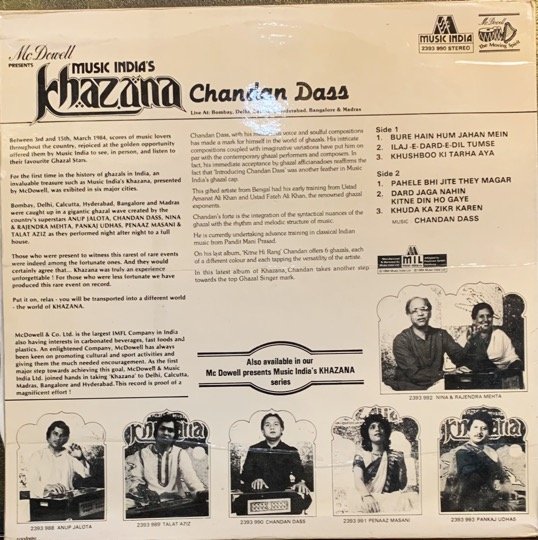 McDowell
PRESENTS
MUSIC INDIA'S
Khazana
Chandan Dass
Live At: Bombay, Delhi, Hyderabad, Bangalore & Madras
MUSIC INDIA
2393 990 STEREO
McDowell
The Moving Spirit
Between 3rd and 15th, March 1984, scores of music lovers
throughout the country, rejoiced at the opportunity
offered them by Music India to see, in person, and listen to
their favourite Ghazal Stars.
For the first time in the history of ghazals in India, an
invaluable treasure such as Music India's Khazana, presented
by McDowell, was exibited in six major cities.
Bombay, Delhi, Calcutta, Hyderabad, Bangalore and Madras
were caught up in a gigantic ghazal wave created by the
country's superstars ANUP JALOTA, CHANDAN DASS, NINA
& RAJENDRA MEHTA, PANKAJ UDHAS, PENAAZ MASANI &
TALAT AZIZ as they performed night after night to a full
house.
Those who were present to witness this rarest of rare events
were indeed among the fortunate ones. And they would
certainly agree that... Khazana was truly an experience
unforgettable ! For those who were less fortunate we have
produced this rare event on record.
Put it on, relax - you will be transported into a different world
- the world of KHAZANA.
McDowell & Co. Ltd. is the largest IMFL Company in India
also having interests in carbonated beverages, fast foods and
plastics. An enlightened Company, McDowell has always
been keen on promoting cultural and sport activities and
giving them the much needed encouragement. As the first
major step towards achieving this goal, McDowell & Music
India Ltd. joined hands in taking 'Khazana' to Delhi, Calcutta,
Madras, Bangalore and Hyderabad. This record is proof of a
magnificent effort !
Chandan Dass, with his voice and soulful compositions
has made a mark for himself in the world of ghazals. His intricate
compositions coupled with imaginative variations have put him on
par with the contemporary ghazal performers and composers. In
fact, his immediate acceptance by ghazal afficanadoes reaffirms the
fact that 'Introducing Chandan Dass' was another feather in Music
India's ghazal cap.
This gifted artist from Bengal had his early training from Ustad
Amanat Ali Khan and Ustad Fateh Ali Khan, the renowned ghazal
exponents.
Chandan's forte is the integration of the syntactical nuances of the
ghazal with the rhythm and melodic structure of music.
He is currently undertaking advance training in classical Indian
music from Pandit Mani Prasad.
On his last album, 'Kitne Hi Rang' Chandan offers 6 ghazals, each
of a different colour and each tapping the versatility of the artiste.
In this latest album of Khazana, Chandan takes another step
towards the top Ghazal Singer mark.
Side 1
1. BURE HAIN HUM JAHAN MEIN
2. ILAJ-E-DARD-E-DIL TUMSE
3. KHUSHBOO KI TARHA AYA
Side 2
1. PAHELE BHI JITE THEY MAGAR
2. DARD JAGA NAHIN
KITNE DIN HO GAYE
3. KHUDA KA ZIKR KAREN
MUSIC CHANDAN DASS
MIL
Also available in our
Mc Dowell presents Music India's KHAZANA
series
2393 992 NINA & RAJENDRA MEHTA
2393 988 ANUP JALOTA
2393 989 TALAT AZIZ
2393 990 CHANDAN DASS
2393 991 PENAAZ MASANI
2393 993 PANKAJ UDHAS